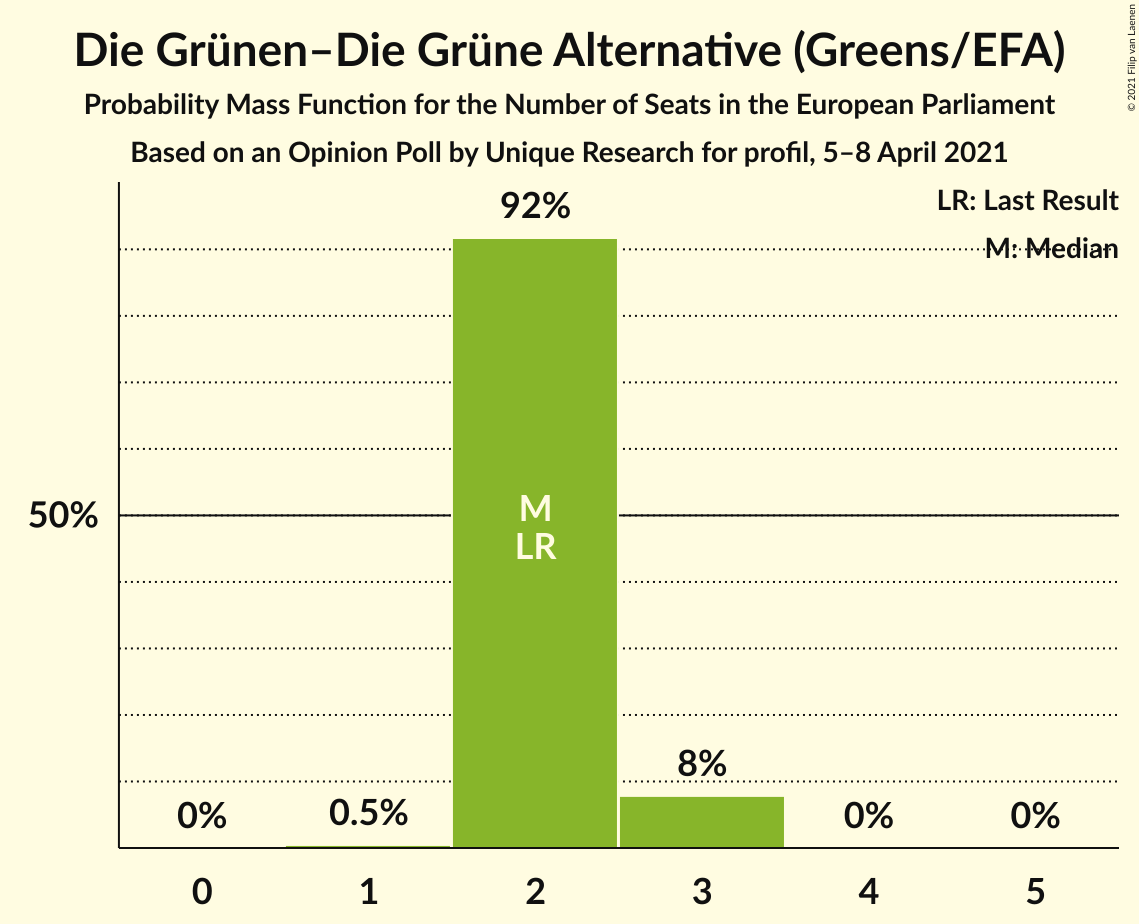 Die Grünen–Die Grüne Alternative (Greens/EFA)
Probability Mass Function for the Number of Seats in the European Parliament
Based on an Opinion Poll by Unique Research for profil, 5–8 April 2021
© 2021 Filip van Laenen
LR: Last Result
M: Median
92%
50%
M
LR
8%
0%
0.5%
0%
0%
0
1
2
3
4
5